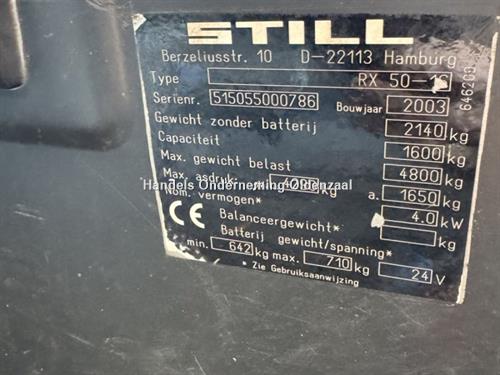 STILL
Berzeliusstr. 10 D-22113 Hamburg
Type RX 50-
Serienr. 515055000786 Bouwjaar 2003
Gewicht zonder batterij 2140 kg
Capaciteit 1600 kg
Max. gewicht belast 4800 kg
Max. asdruk: kg a. 1650 kg
Handels Onderneming Oldenzaal
Nom. vermogen* 4.0 kW
CE Balanceergewicht* kg
Batterij gewicht/spanning*
min. 642 kg max. 710 kg 24 V
* Zie Gebruiksaanwijzing